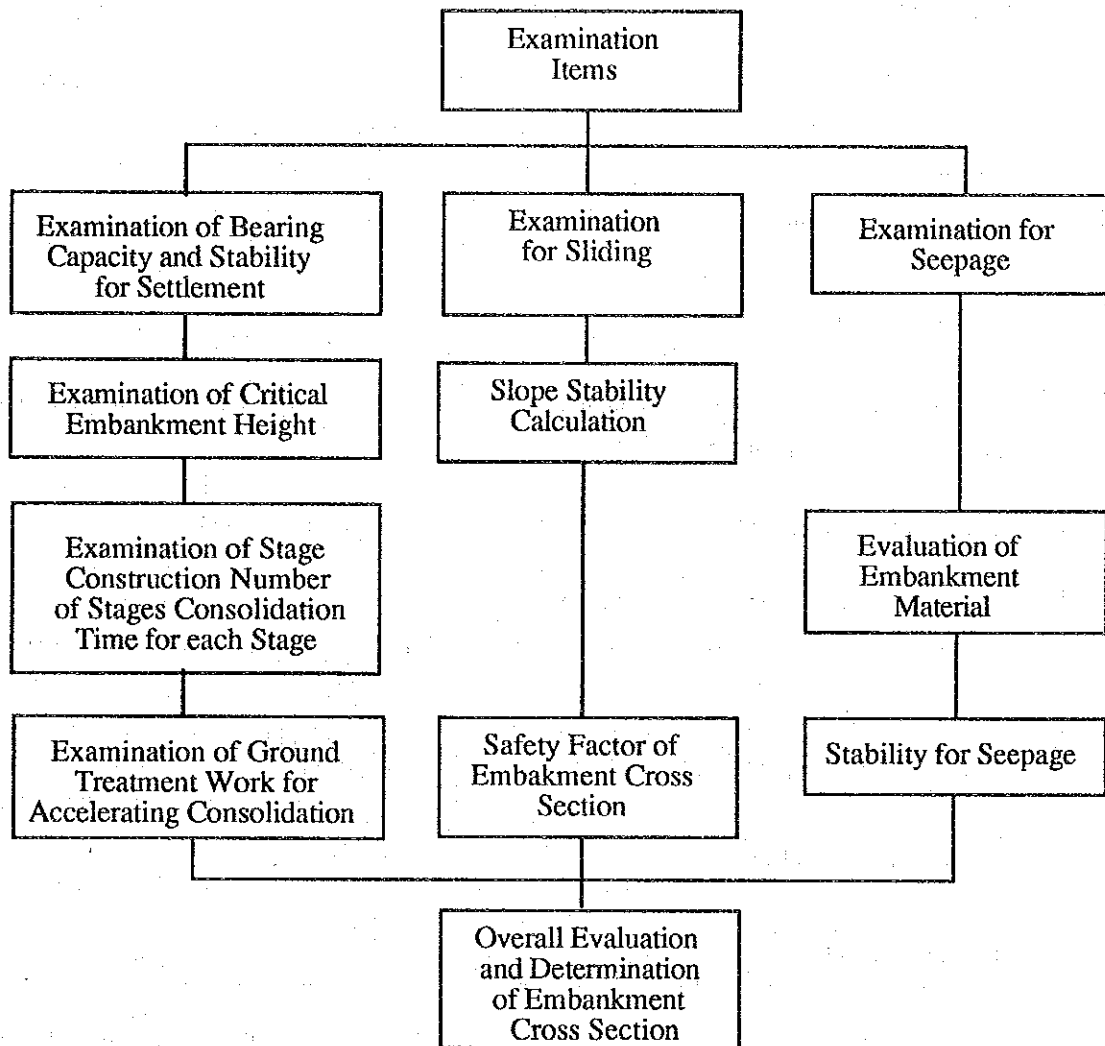 Examination
Items
Examination of Bearing
Capacity and Stability
for Settlement
Examination
for Sliding
Examination for
Seepage
Examination of Critical
Embankment Height
Slope Stability
Calculation
Examination of Stage
Construction Number
of Stages Consolidation
Time for each Stage
Evaluation of
Embankment
Material
Examination of Ground
Treatment Work for
Accelerating Consolidation
Safety Factor of
Embakment Cross
Section
Stability for Seepage
Overall Evaluation
and Determination
of Embankment
Cross Section